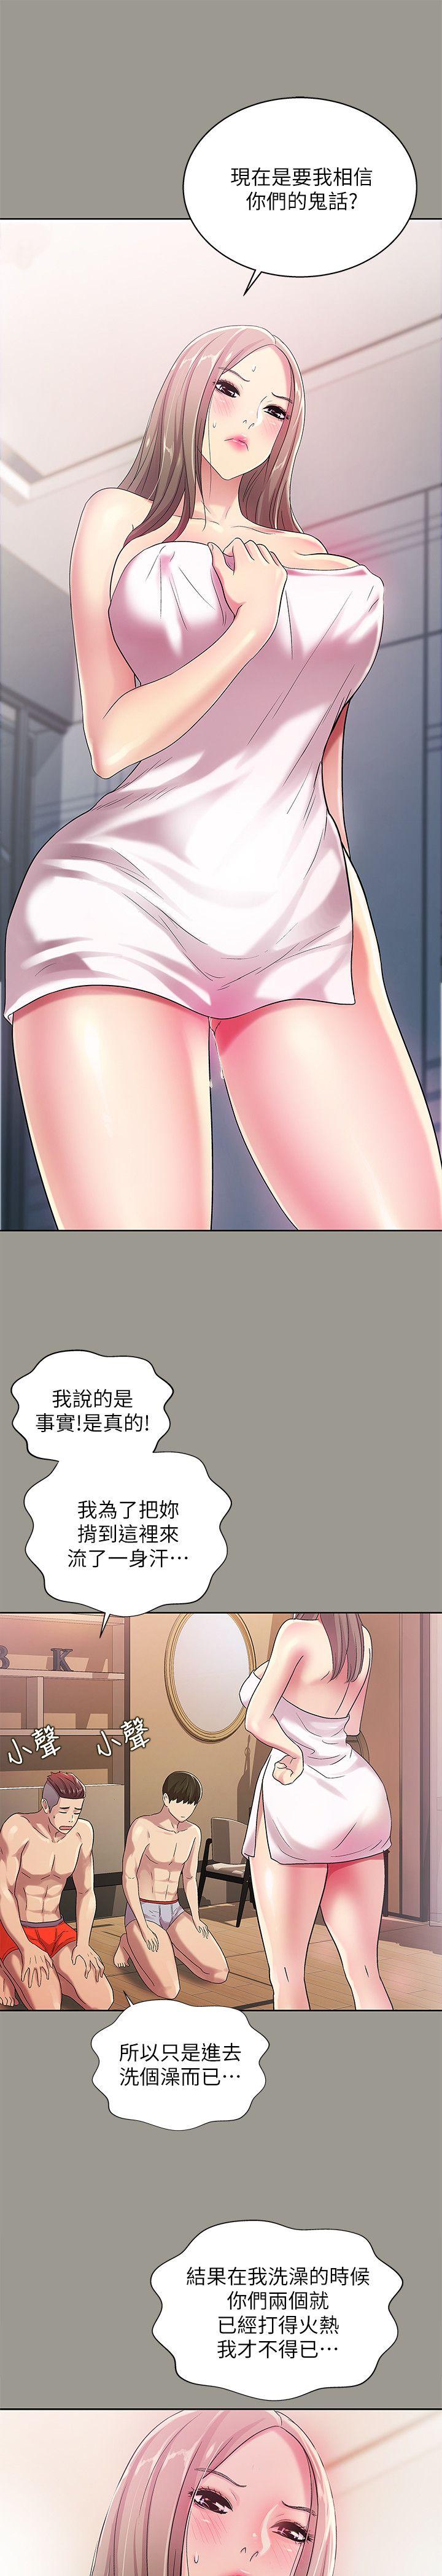 現在是要我相信
你們的鬼話?
我說的是
事實!是真的!
我為了把妳
揹到這裡來
流了一身汗⋯
B K
小聲
小聲
所以只是進去
洗個澡而已⋯
結果在我洗澡的時候
你們兩個就
已經打得火熱
我才不得已⋯